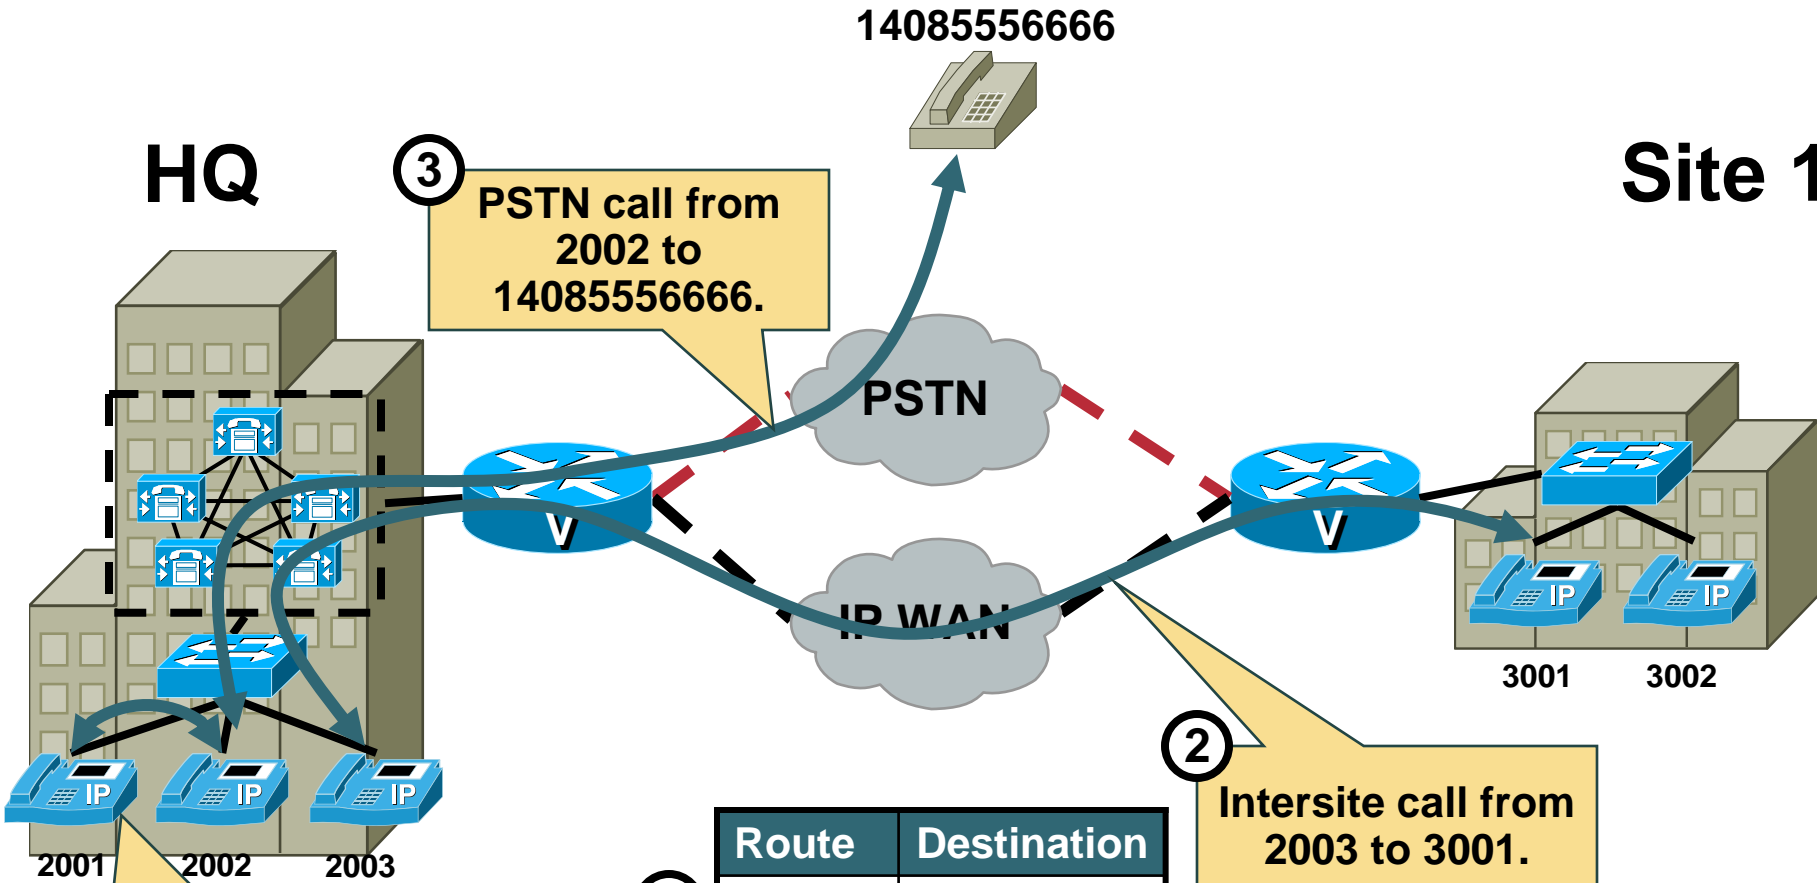 14085556666
HQ
Site 1
3
PSTN call from
2002 to
14085556666.
PSTN
V
V
IP WAN
IP
IP
3001
3002
IP
IP
IP
2001
2002
2003
2
Intersite call from
2003 to 3001.
Route
Destination